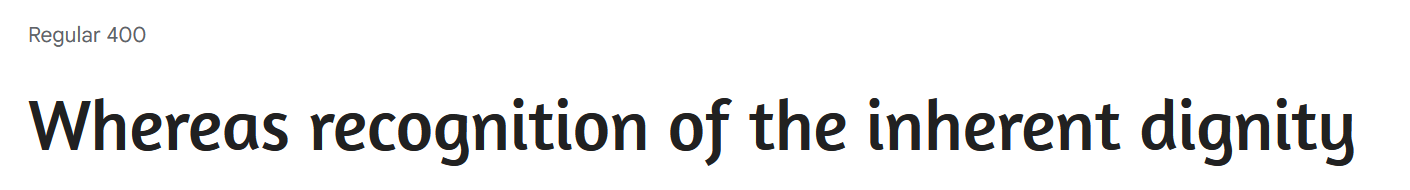 Regular 400
Whereas recognition of the inherent dignity